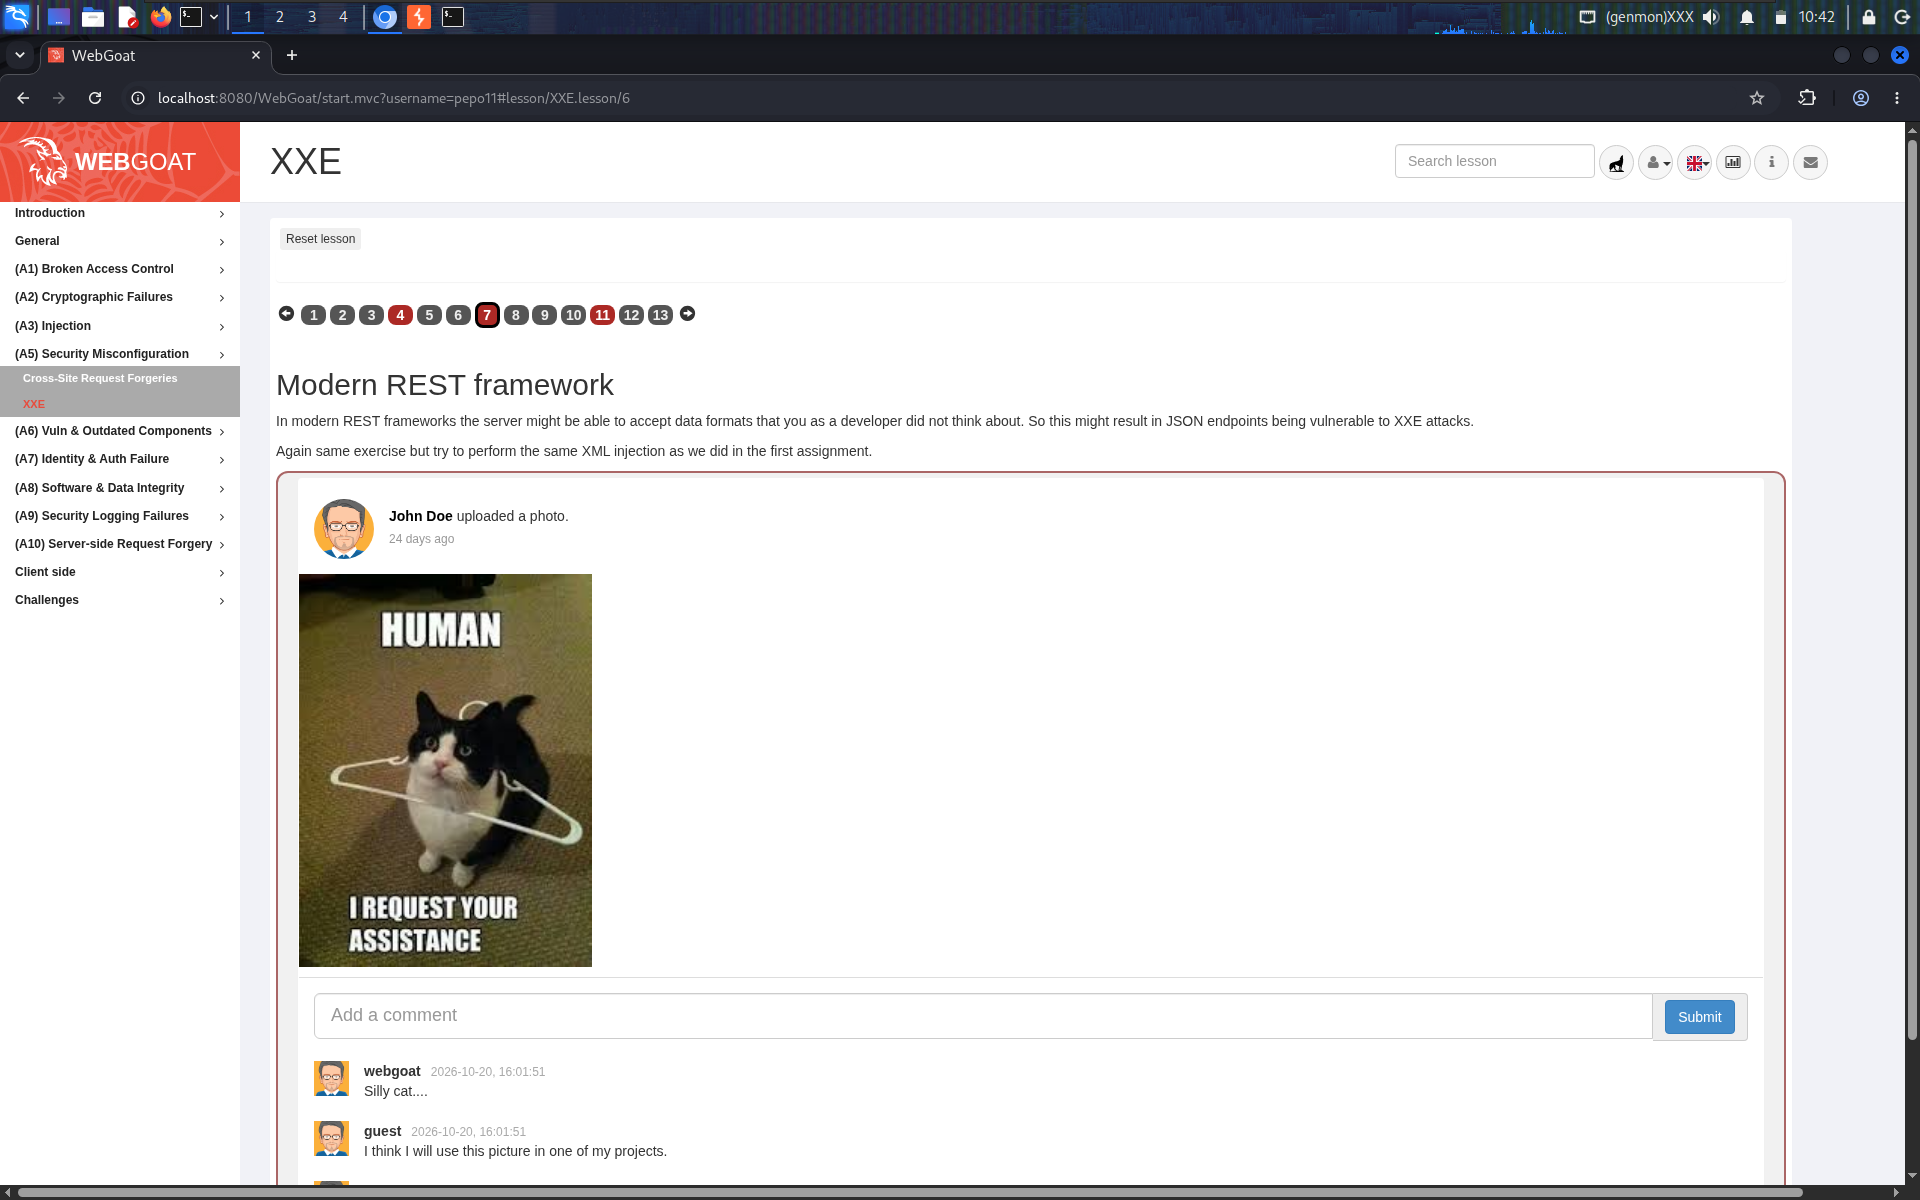 1
2
3
4
(genmon)XXX
10:42
WebGoat
localhost:8080/WebGoat/start.mvc?username=pepo11#lesson/XXE.lesson/6
WEBGOAT
XXE
Search lesson
Introduction
General
(A1) Broken Access Control
(A2) Cryptographic Failures
(A3) Injection
(A5) Security Misconfiguration
Cross-Site Request Forgeries
XXE
(A6) Vuln & Outdated Components
(A7) Identity & Auth Failure
(A8) Software & Data Integrity
(A9) Security Logging Failures
(A10) Server-side Request Forgery
Client side
Challenges
Reset lesson
1 2 3 4 5 6 7 8 9 10 11 12 13
Modern REST framework
In modern REST frameworks the server might be able to accept data formats that you as a developer did not think about. So this might result in JSON endpoints being vulnerable to XXE attacks.
Again same exercise but try to perform the same XML injection as we did in the first assignment.
John Doe uploaded a photo.
24 days ago
HUMAN
I REQUEST YOUR
ASSISTANCE
Add a comment
Submit
webgoat 2026-10-20, 16:01:51
Silly cat....
guest 2026-10-20, 16:01:51
I think I will use this picture in one of my projects.